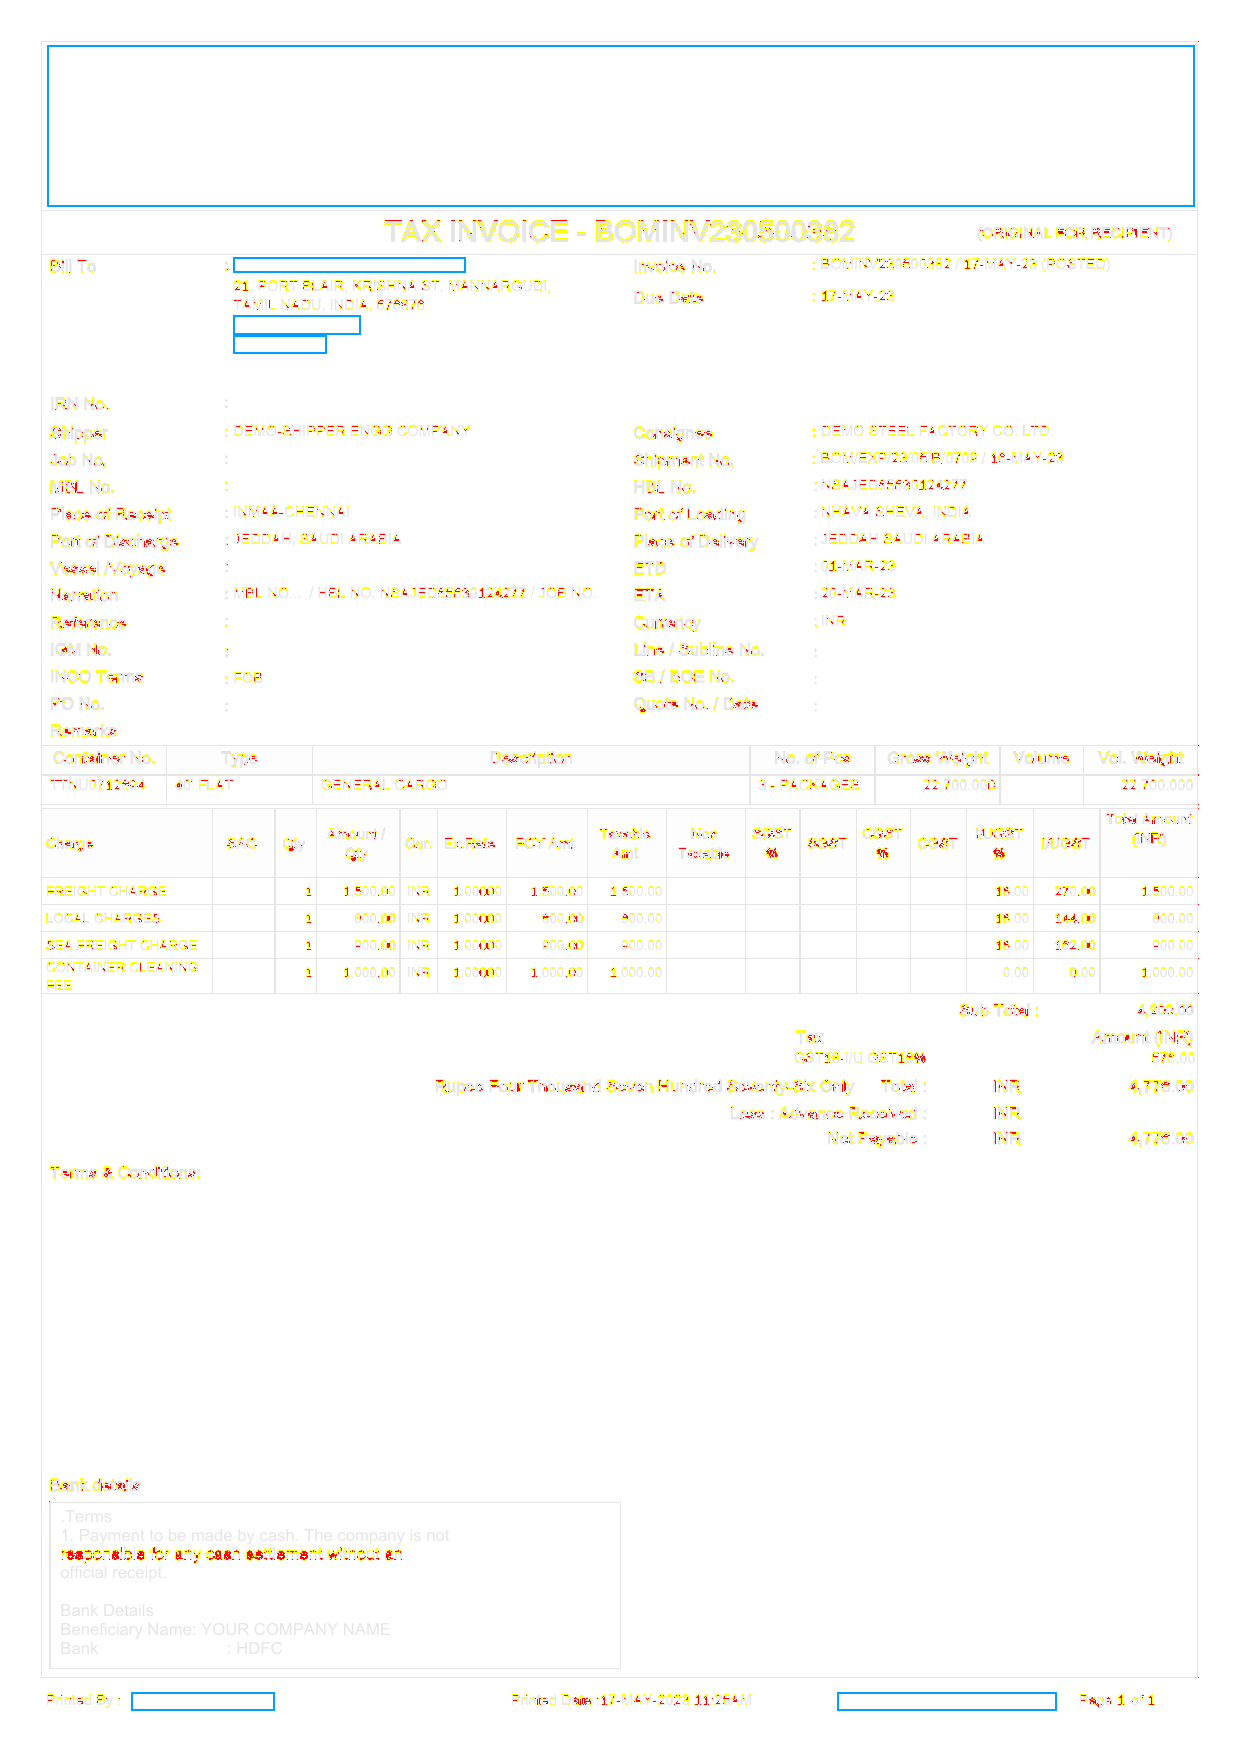 TAX INVOICE - BOMINV230500382 (ORIGINAL FOR RECIPIENT)
Bill To :
21, PORT BLAIR, KRISHNA ST, MANNARGUDI,
TAMIL NADU, INDIA,
Invoice No. : BOMINV230500382 / 17-MAY-23 (POSTED)
Due Date : 17-MAY-23
IRN No. :
Shipper : DEMO-SHIPPER ENGG COMPANY Consignee : DEMO STEEL FACTORY CO. LTD.
Job No. : Shipment No. : BOM/EXP/23/05/B/0709 / 16-MAY-23
MBL No. : HBL No. : NSAJED65630124277
Place of Receipt : INMAA-CHENNAI Port of Loading : NHAVA SHEVA, INDIA
Port of Discharge : JEDDAH, SAUDI ARABIA Place of Delivery : JEDDAH SAUDI ARABIA
Vessel /Voyage : ETD : 01-MAR-23
Narration : MBL NO... / HBL NO. NSAJED65630124277 / JOB NO. ETA : 20-MAR-23
Reference : Currency : INR
IGM No. : Line / Subline No. :
INCO Terms : FOB SB / BOE No. :
PO No. : Quote No. / Date :
Remarks
Container No. Type Description No. of Pcs Gross Weight Volume Vol. Weight
TTNU0712694 40' FLAT GENERAL CARGO 3 - PACKAGES 22,700.000 22,700.000
Charge SAC Qty Amount / Qty Curr. Ex.Rate FCY Amt Taxable Amt Non Taxable SGST % SGST CGST % CGST I/UGST % I/UGST Total Amount (INR)
FREIGHT CHARGE 1 1,500.00 INR 1.00000 1,500.00 1,500.00 18.00 270.00 1,500.00
LOCAL CHARGES 1 800.00 INR 1.00000 800.00 800.00 18.00 144.00 800.00
SEA FREIGHT CHARGE 1 900.00 INR 1.00000 900.00 900.00 18.00 162.00 900.00
CONTAINER CLEANING FEE 1 1,000.00 INR 1.00000 1,000.00 1,000.00 0.00 0.00 1,000.00
Sub Total : 4,200.00
Tax Amount (INR)
GST18-I/U GST18% 576.00
Rupee Four Thousand Seven Hundred Seventy-Six Only Total : INR 4,776.00
Less : Advance Received : INR
Net Payable : INR 4,776.00
Terms & Conditions:
Bank details
.Terms
1. Payment to be made by cash. The company is not
responsible for any cash settlement without an
official receipt.
Bank Details
Beneficiary Name: YOUR COMPANY NAME
Bank : HDFC
Printed By : Printed Date :17-MAY-2023 11:25AM Page 1 of 1